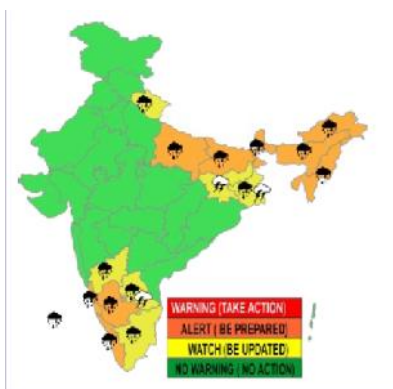 WARNING (TAKE ACTION)
ALERT ( BE PREPARED)
WATCH (BE UPDATED)
NO WARNING ( NO ACTION)